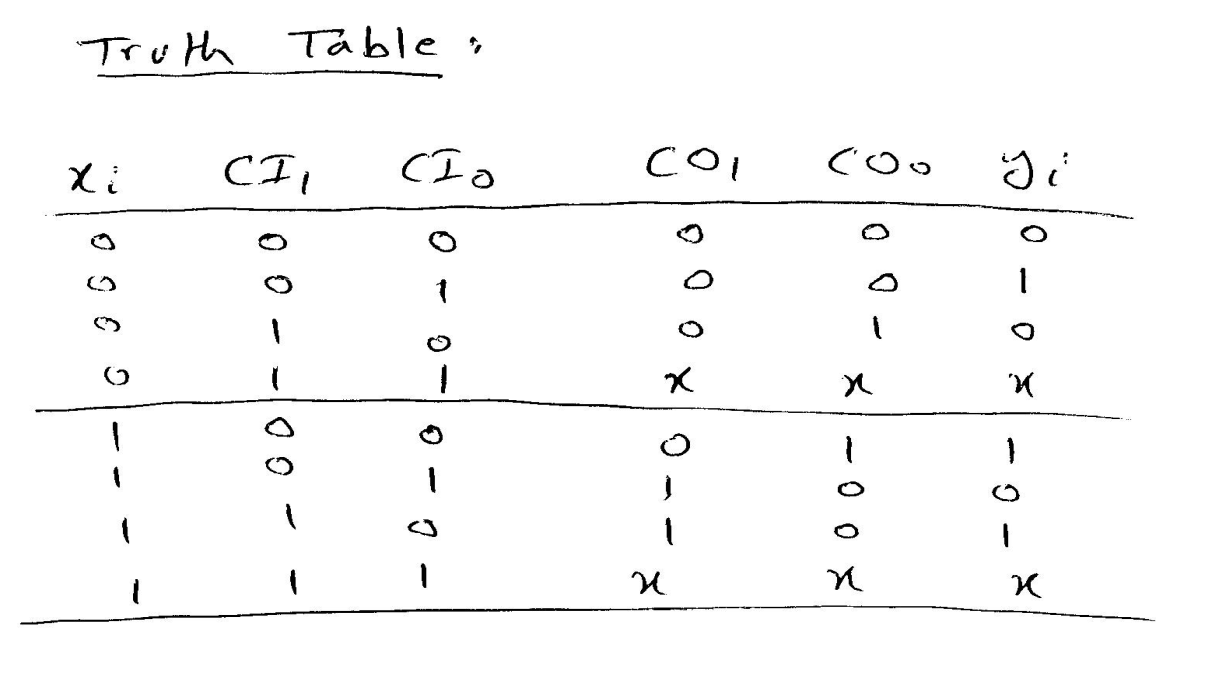 Truth Table:
xi CI1 CI0 CO1 CO0 yi
0 0 0 0 0 0
0 0 1 0 0 1
0 1 0 0 1 0
0 1 1 x x x
1 0 0 0 1 1
1 0 1 1 0 0
1 1 0 1 0 1
1 1 1 x x x